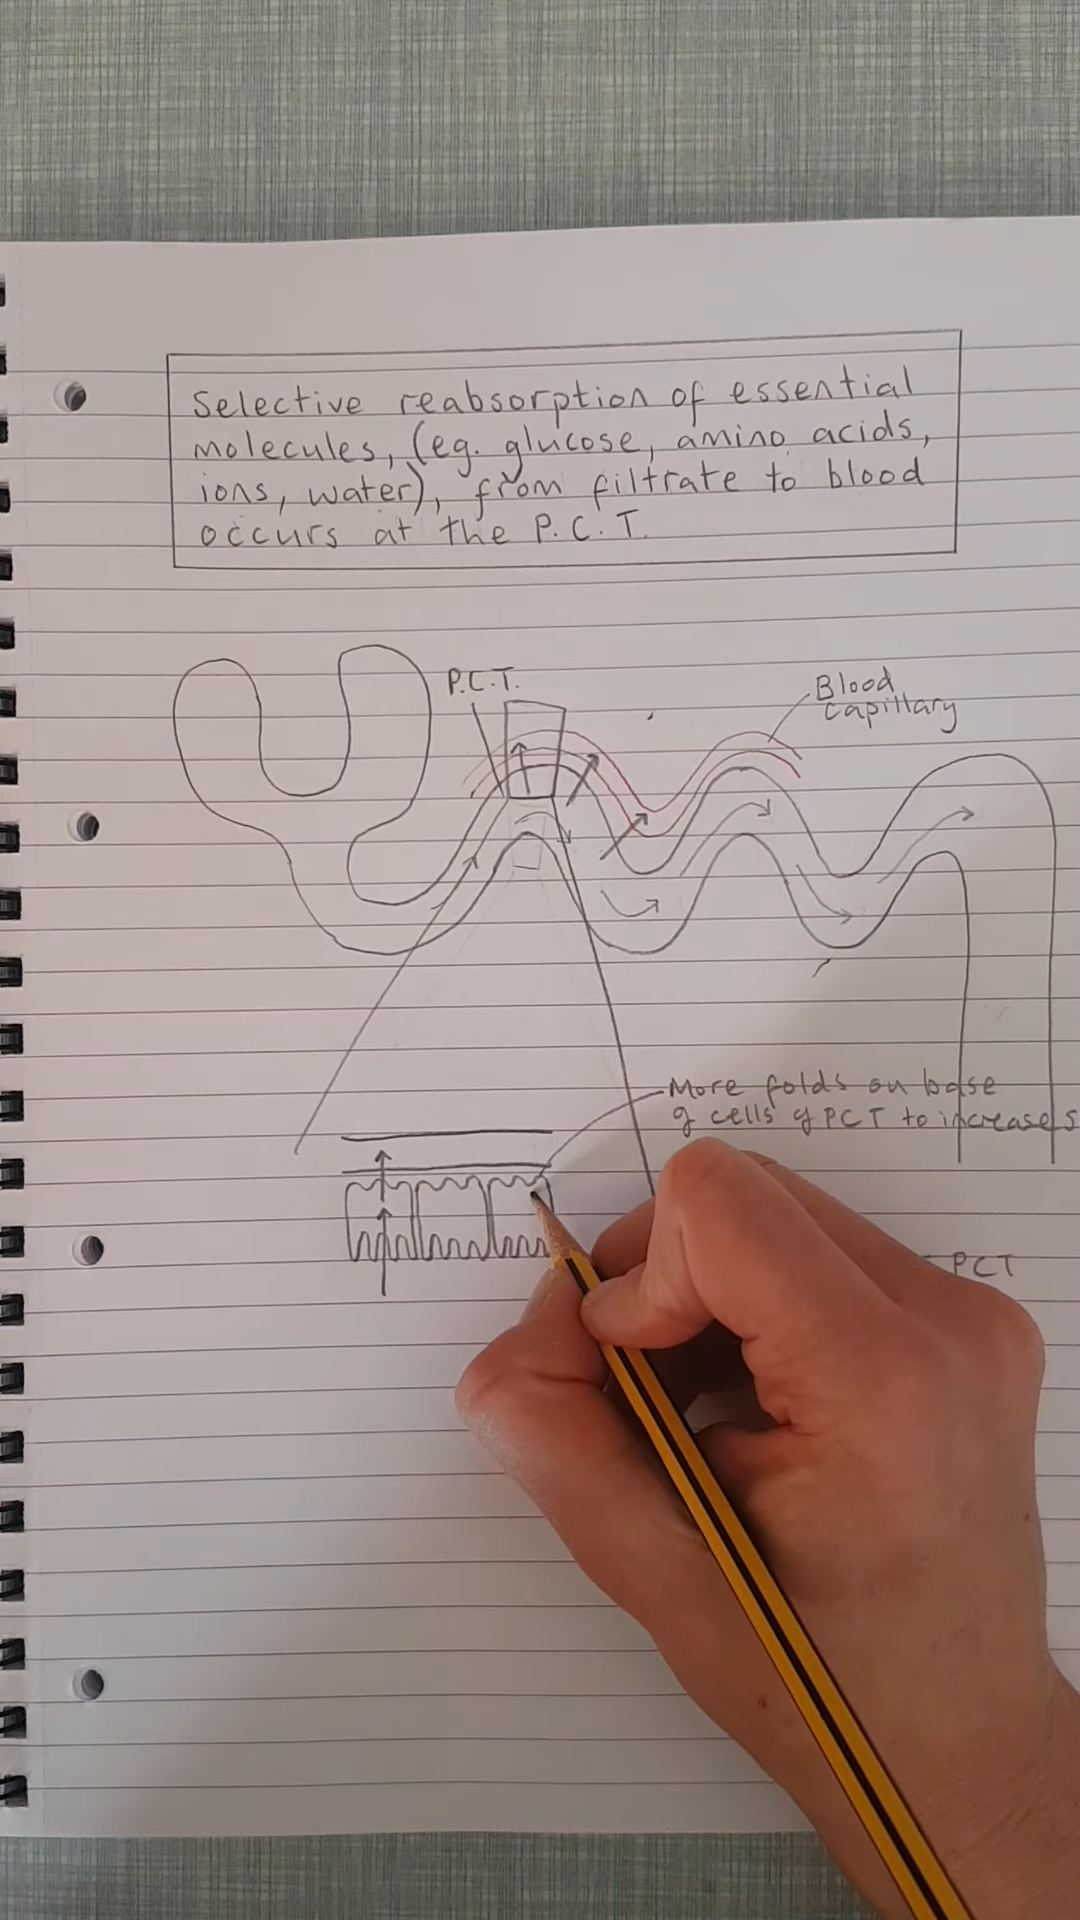 Selective reabsorption of essential
molecules, (eg. glucose, amino acids,
ions, water), from filtrate to blood
occurs at the P.C.T.
P.C.T.
Blood
capillary
More folds on base
of cells of PCT to increase S
PCT